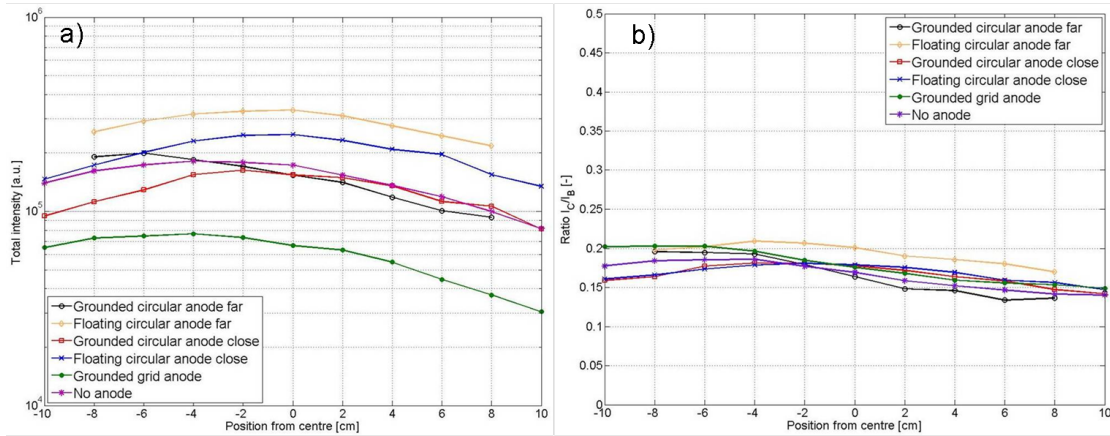 a)
10^6
10^5
10^4
Total intensity [a.u.]
Grounded circular anode far
Floating circular anode far
Grounded circular anode close
Floating circular anode close
Grounded grid anode
No anode
-10 -8 -6 -4 -2 0 2 4 6 8 10
Position from centre [cm]
b)
0.5
0.45
0.4
0.35
0.3
0.25
0.2
0.15
0.1
0.05
0
Ratio I_C/I_B [-]
Grounded circular anode far
Floating circular anode far
Grounded circular anode close
Floating circular anode close
Grounded grid anode
No anode
-10 -8 -6 -4 -2 0 2 4 6 8 10
Position from centre [cm]